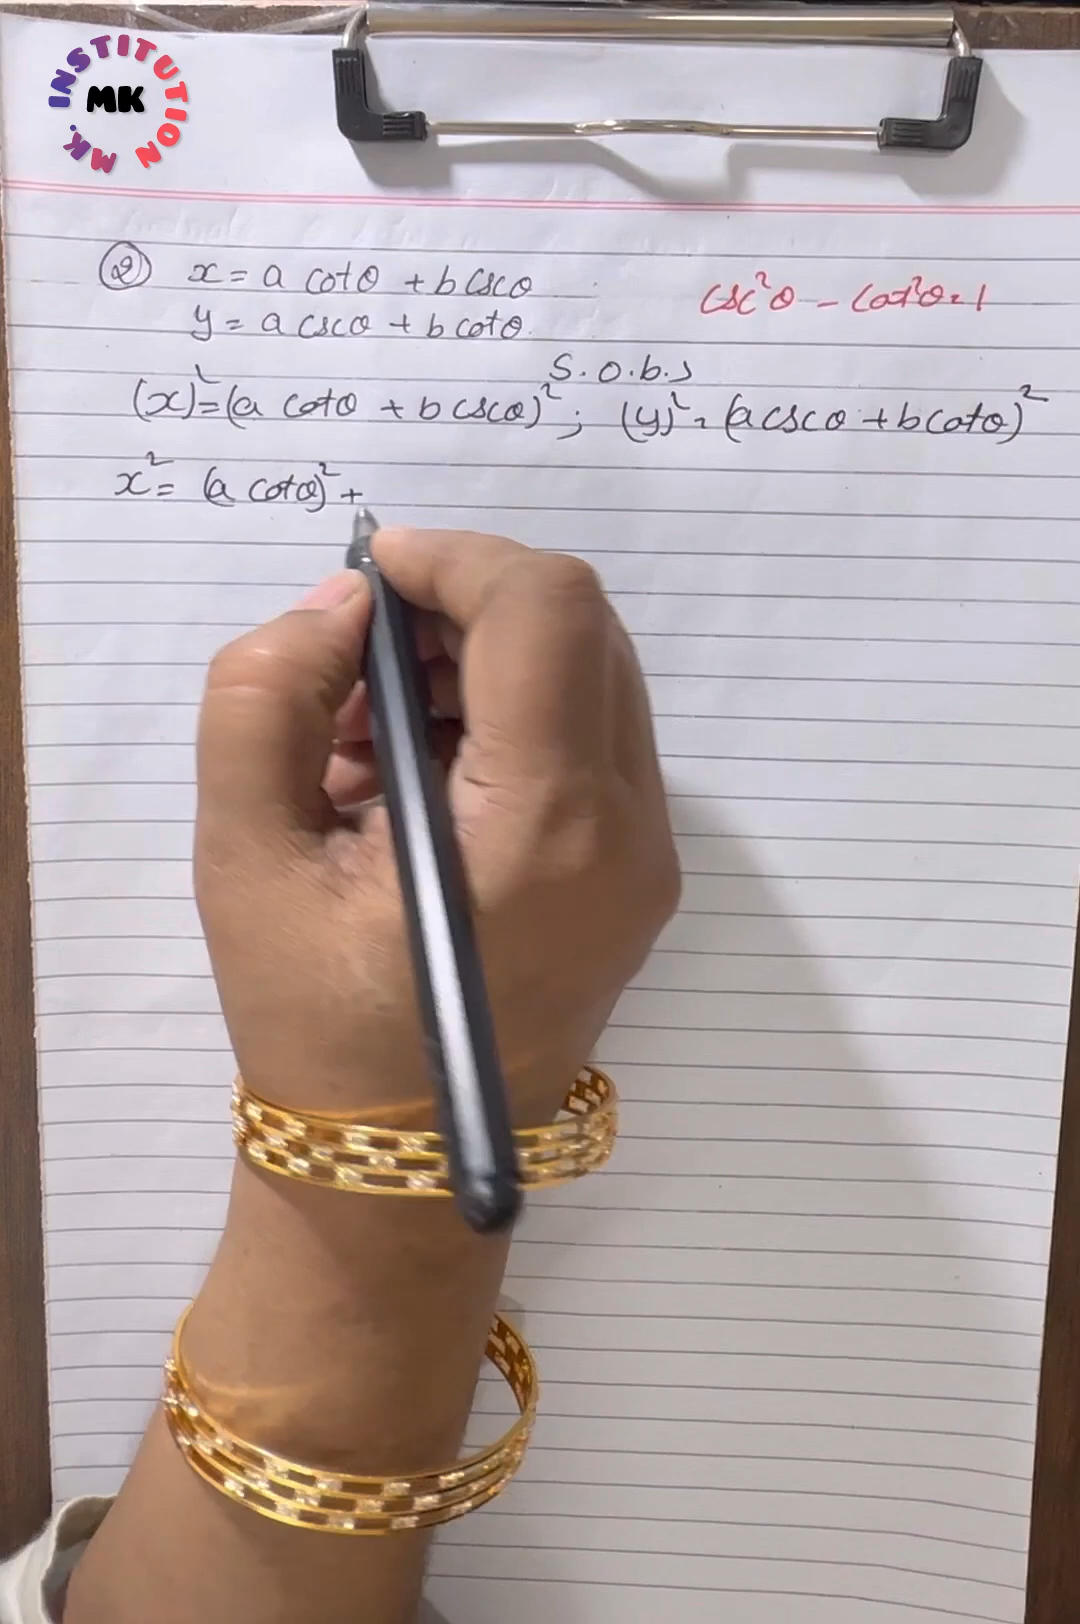 MK. INSTITUTION
MK
② x = a cotθ + b cscθ
csc²θ - cot²θ = 1
y = a cscθ + b cotθ
S.O.b.s
(x)² = (a cotθ + b cscθ)² ; (y)² = (a cscθ + b cotθ)²
x² = (a cotθ)² +